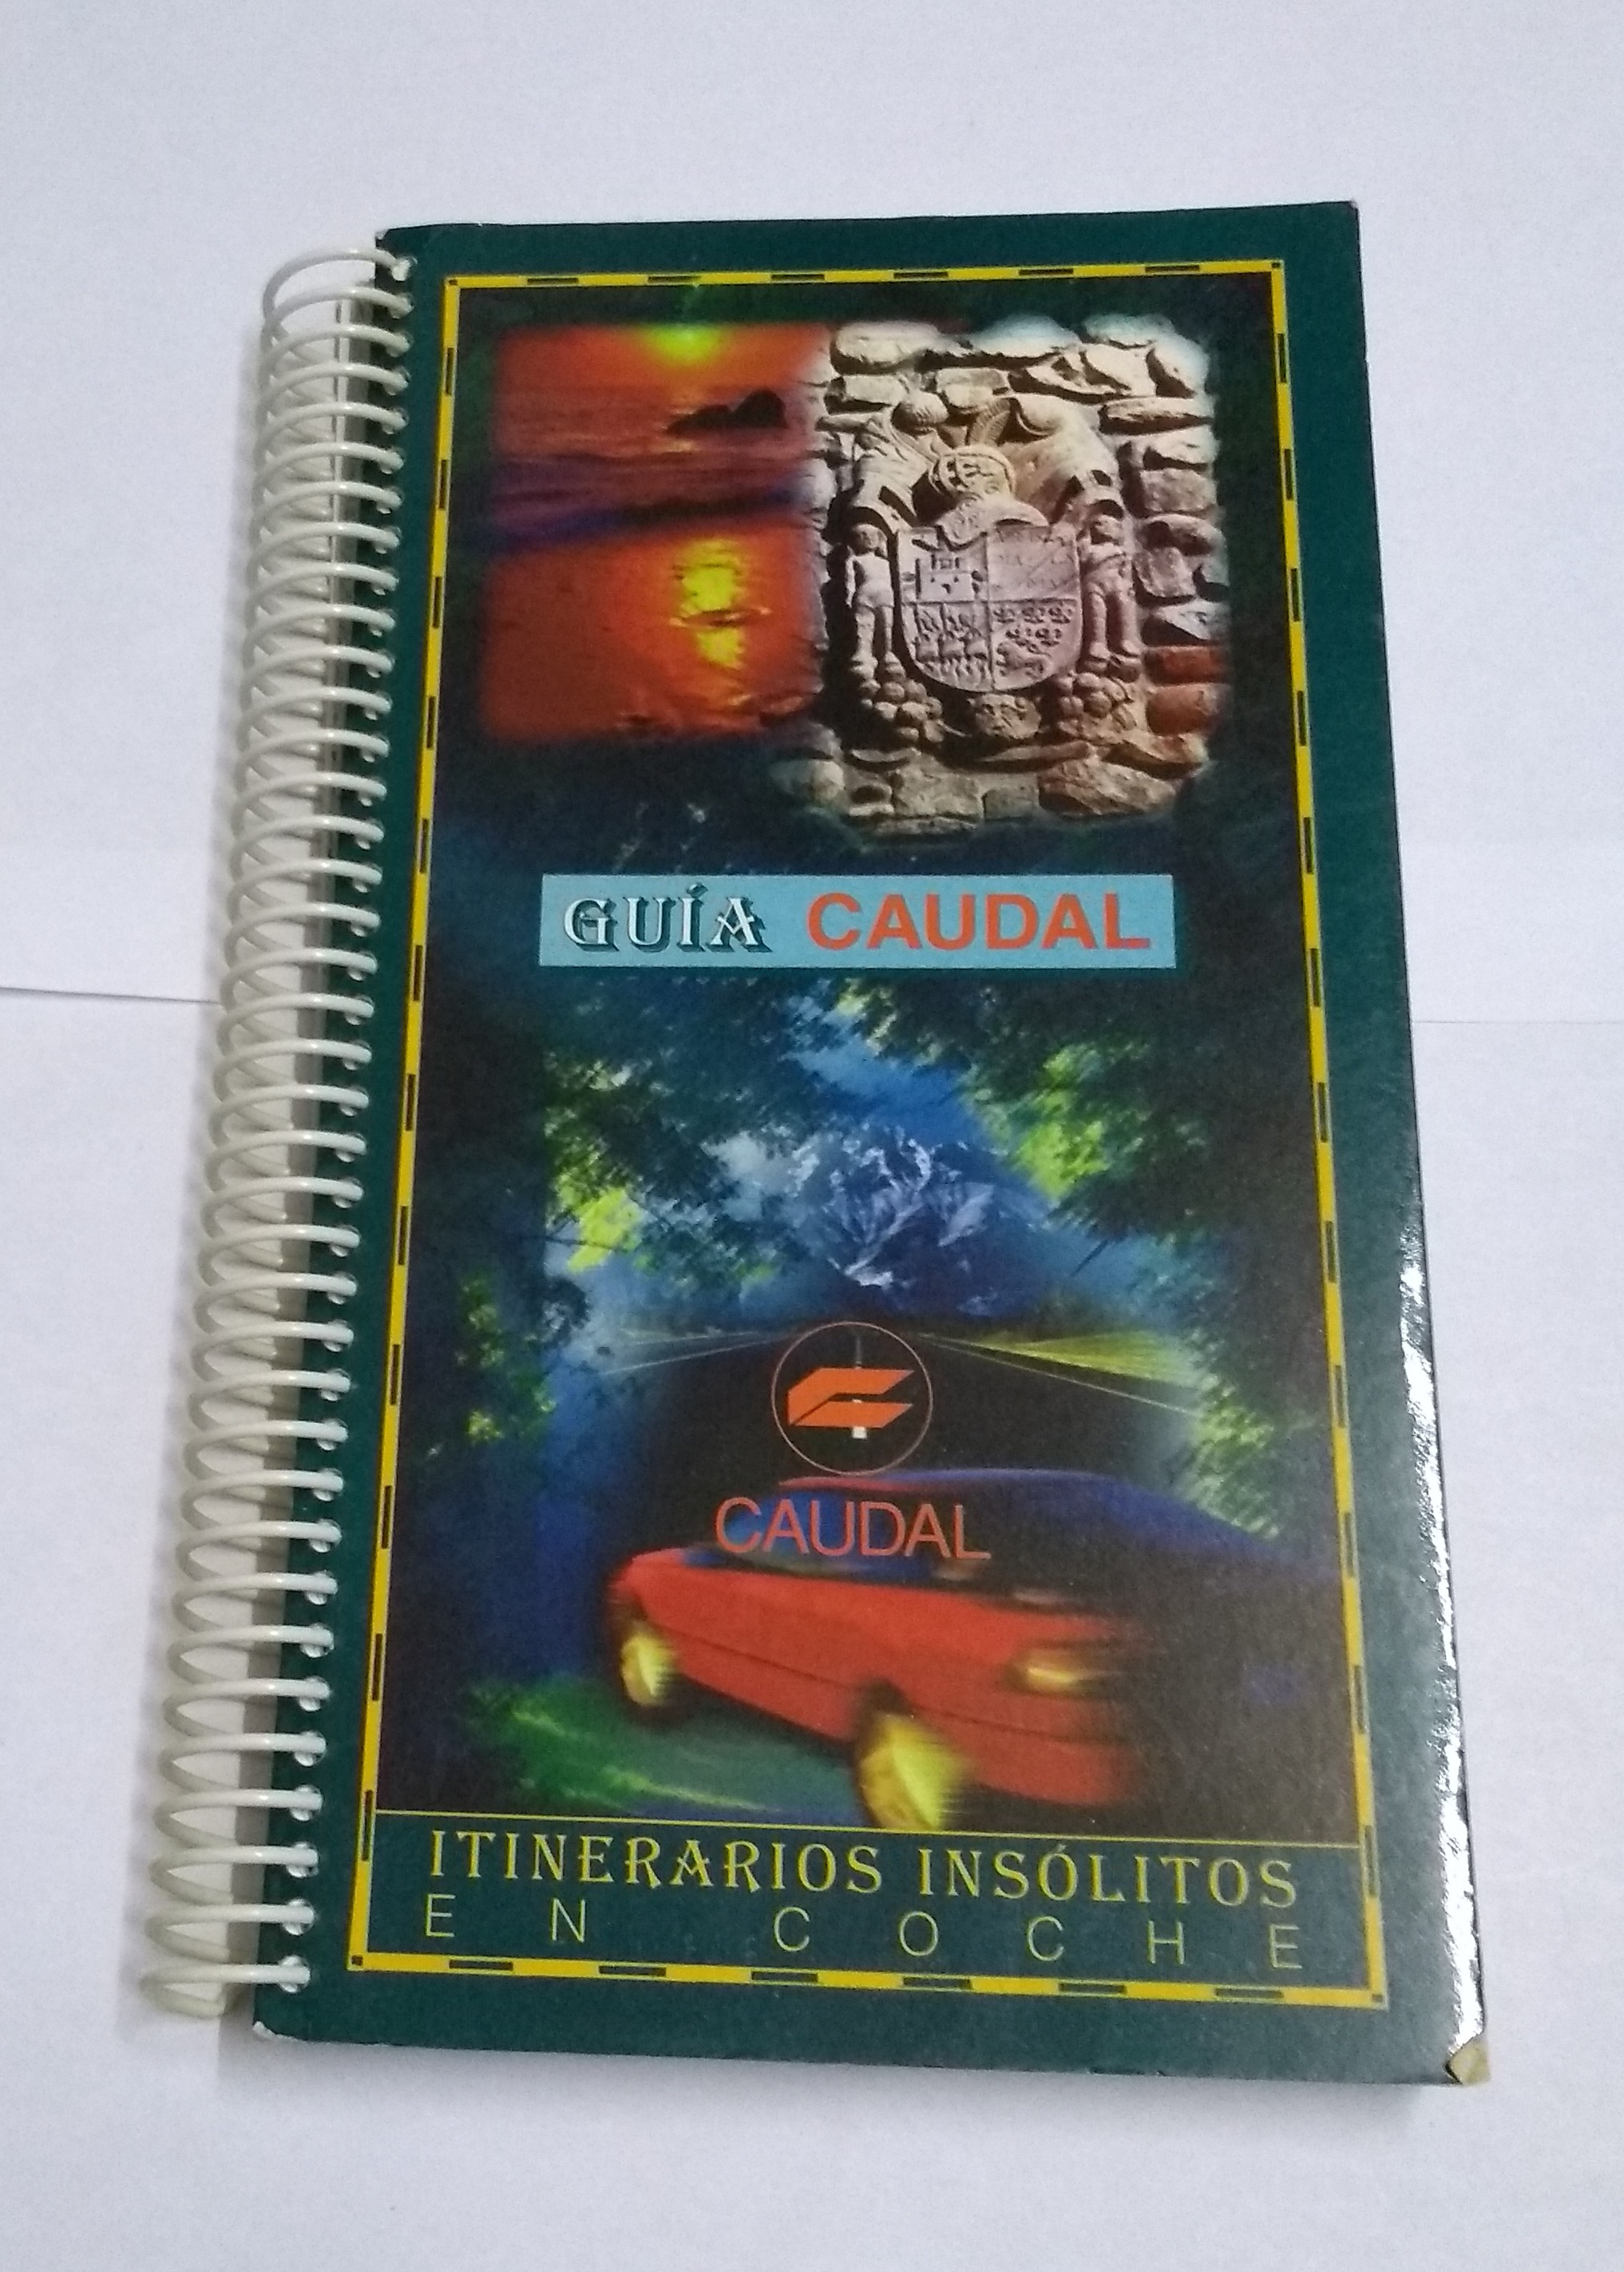 GUÍA CAUDAL
CAUDAL
ITINERARIOS INSÓLITOS
EN COCHE